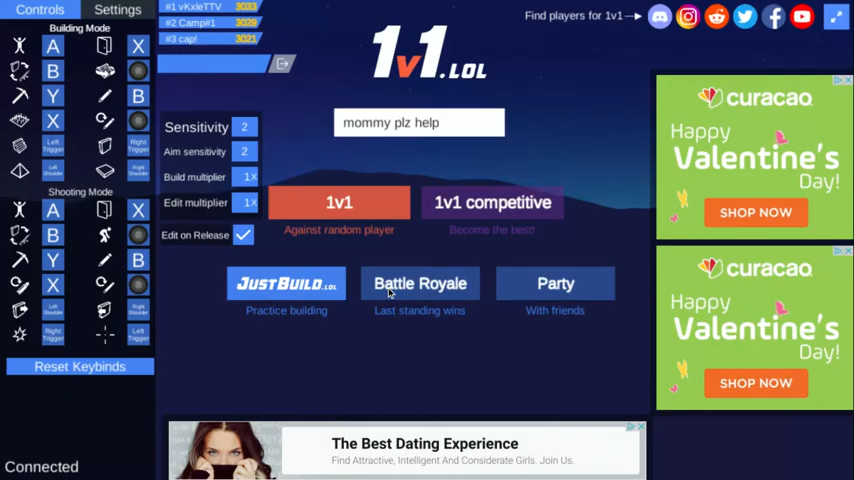 Controls
Settings
Building Mode
A
X
B
Y
B
X
Left Trigger
Right Trigger
Left Shoulder
Right Shoulder
Shooting Mode
A
X
B
Y
B
X
Left Shoulder
Left Shoulder
Right Trigger
Left Trigger
Reset Keybinds
Connected
#1 vKxleTTV 3033
#2 Camp#1 3029
#3 cap! 3021
1v1.LOL
Find players for 1v1
mommy plz help
Sensitivity 2
Aim sensitivity 2
Build multiplier 1X
Edit multiplier 1X
Edit on Release
1v1
Against random player
1v1 competitive
Become the best!
JUSTBUILD.LOL
Practice building
Battle Royale
Last standing wins
Party
With friends
curacao
Happy
Valentine's
Day!
SHOP NOW
curacao
Happy
Valentine's
Day!
SHOP NOW
The Best Dating Experience
Find Attractive, Intelligent And Considerate Girls. Join Us.